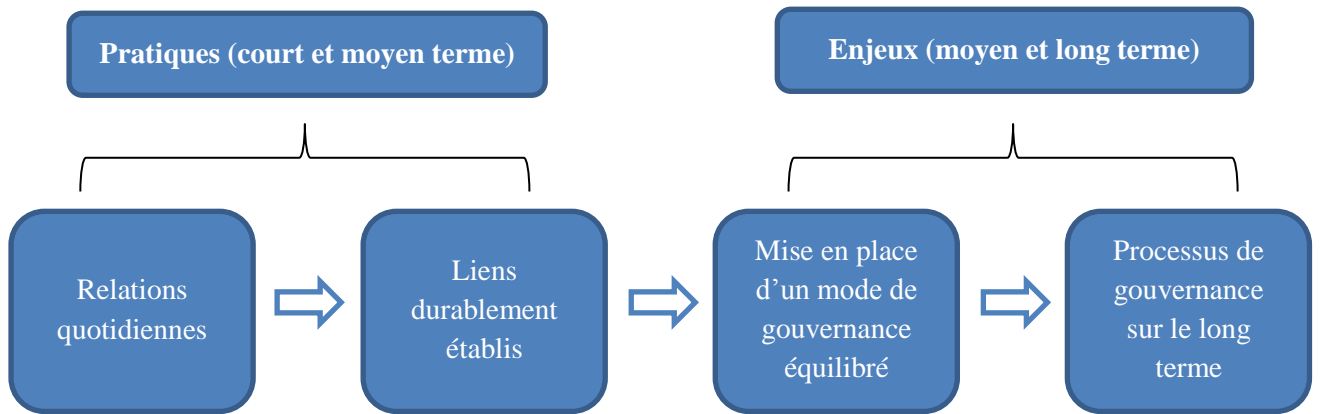 Pratiques (court et moyen terme)
Enjeux (moyen et long terme)
Relations
quotidiennes
Liens
durablement
établis
Mise en place
d’un mode de
gouvernance
équilibré
Processus de
gouvernance
sur le long
terme